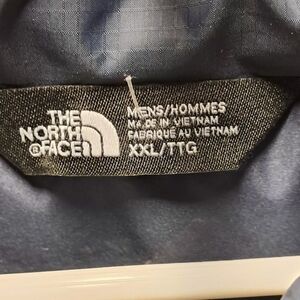 THE
NORTH
FACE®
MENS/HOMMES
MADE IN VIETNAM
FABRIQUÉ AU VIETNAM
XXL/TTG